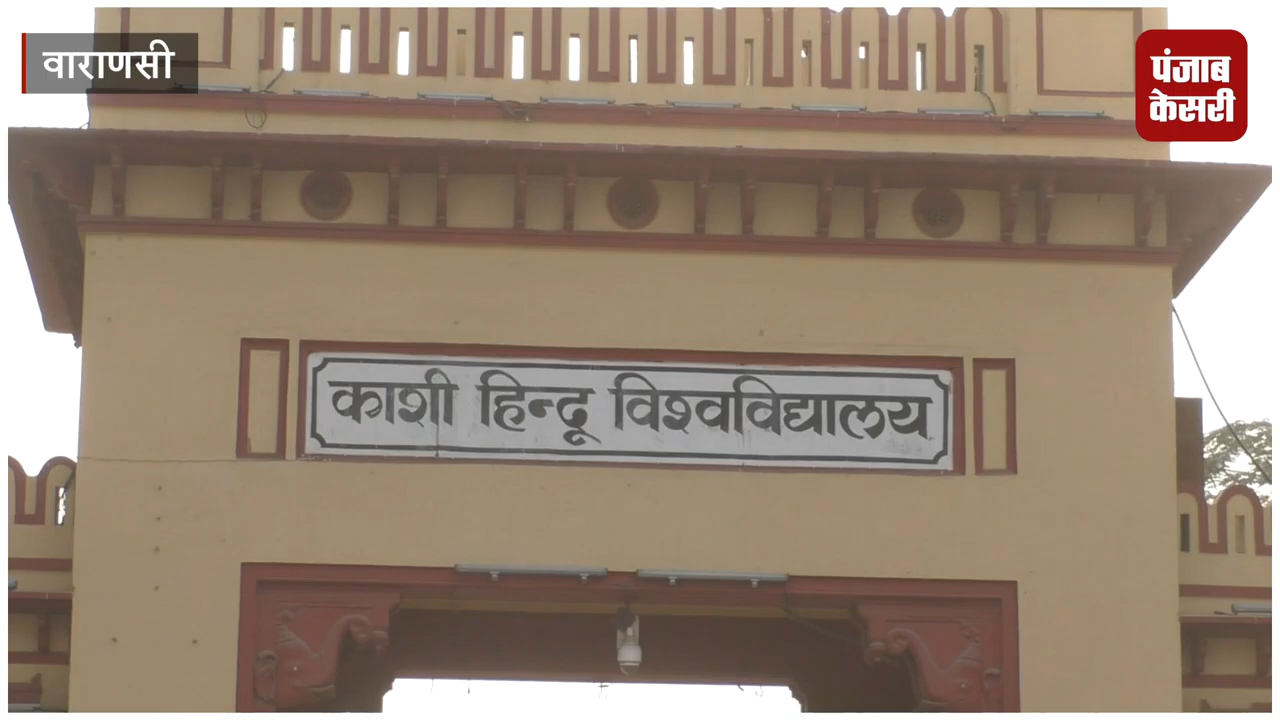 वाराणसी
पंजाब
केसरी
काशी हिन्दू विश्वविद्यालय